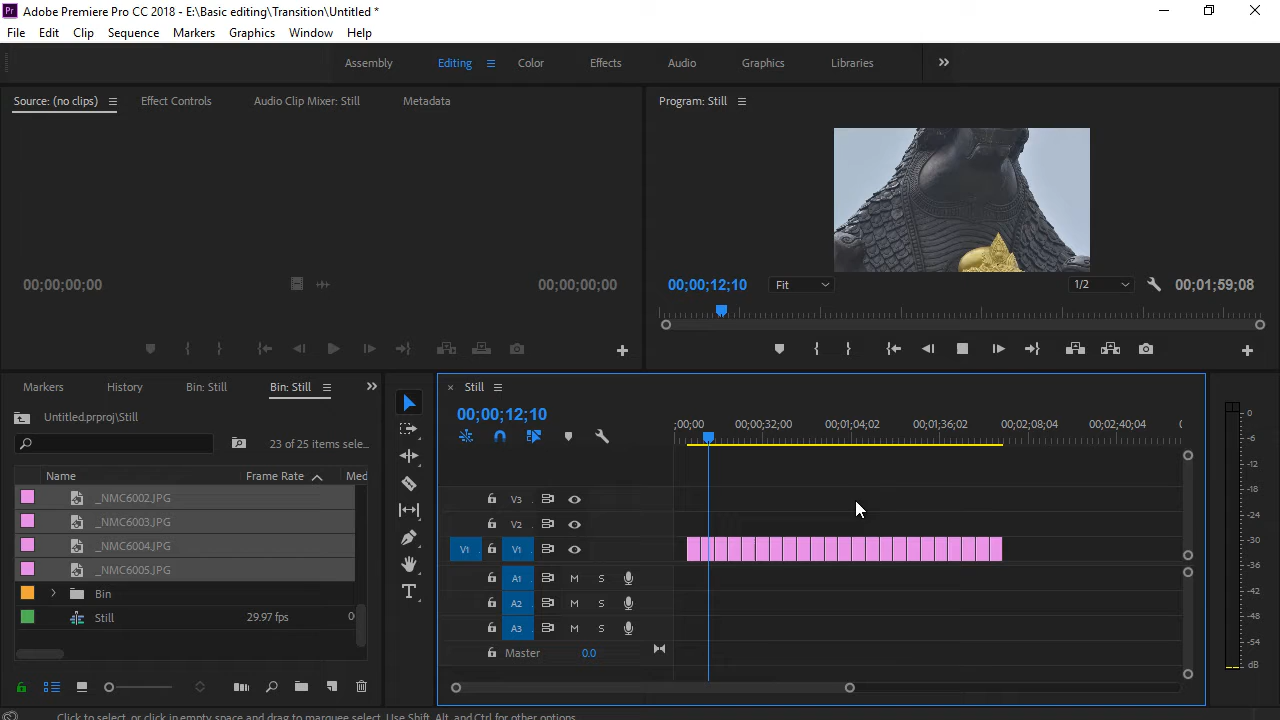 Pr Adobe Premiere Pro CC 2018 - E:\Basic editing\Transition\Untitled *
File Edit Clip Sequence Markers Graphics Window Help
Assembly Editing Color Effects Audio Graphics Libraries
Source: (no clips) Effect Controls Audio Clip Mixer: Still Metadata
Program: Still
00;00;00;00 00;00;00;00
00;00;12;10 Fit 1/2 00;01;59;08
Markers History Bin: Still Bin: Still
Untitled.prproj\Still
23 of 25 items sele...
Name Frame Rate Med
_NMC6002.JPG
_NMC6003.JPG
_NMC6004.JPG
_NMC6005.JPG
Bin
Still 29.97 fps 0
× Still
00;00;12;10
;00;00 00;00;32;00 00;01;04;02 00;01;36;02 00;02;08;04 00;02;40;04
V3
V2
V1 V1
A1 M S
A2 M S
A3 M S
Master 0.0
0
-6
-12
-18
-24
-30
-36
-42
-48
-54
dB
Click to select, or click in empty space and drag to marquee select. Use Shift, Alt, and Ctrl for other options.